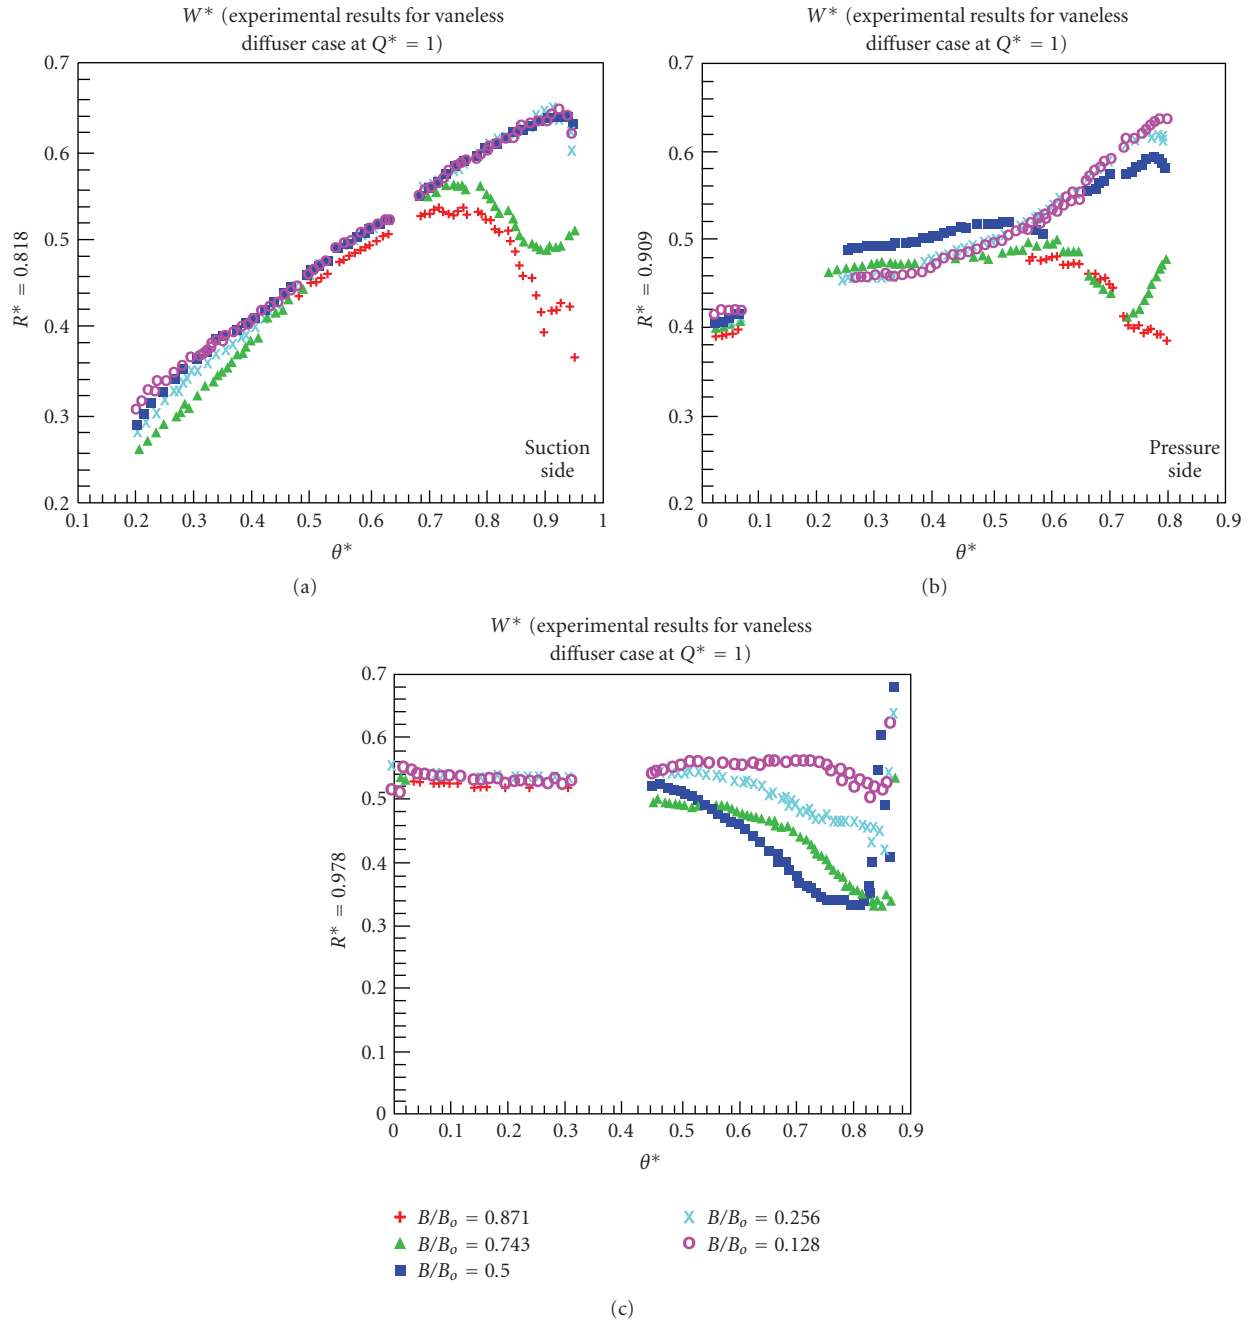 W* (experimental results for vaneless
diffuser case at Q* = 1)
R* = 0.818
0.7
0.6
0.5
0.4
0.3
0.2
0.1 0.2 0.3 0.4 0.5 0.6 0.7 0.8 0.9 1
θ*
Suction
side
(a)
W* (experimental results for vaneless
diffuser case at Q* = 1)
R* = 0.909
0.7
0.6
0.5
0.4
0.3
0.2
0 0.1 0.2 0.3 0.4 0.5 0.6 0.7 0.8 0.9
θ*
Pressure
side
(b)
W* (experimental results for vaneless
diffuser case at Q* = 1)
R* = 0.978
0.7
0.6
0.5
0.4
0.3
0.2
0.1
0
0 0.1 0.2 0.3 0.4 0.5 0.6 0.7 0.8 0.9
θ*
B/Bo = 0.871
B/Bo = 0.743
B/Bo = 0.5
B/Bo = 0.256
B/Bo = 0.128
(c)